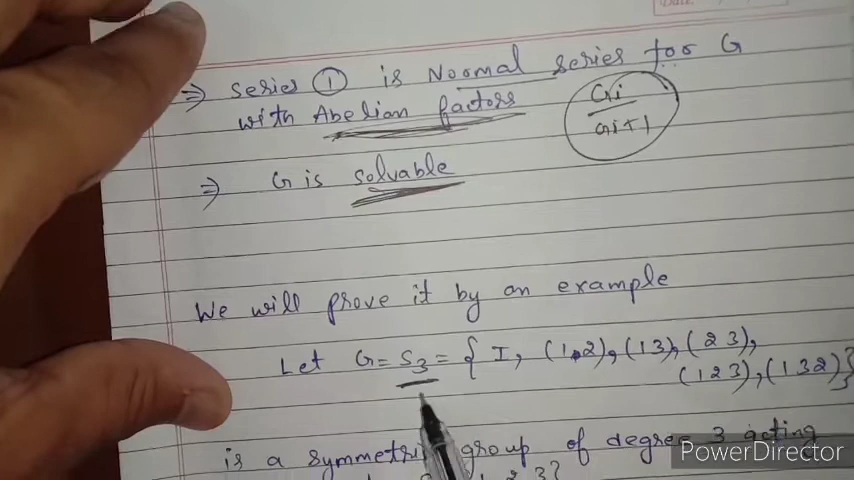 ⇒ Series ① is Normal series for G
with Abelian factors
Gi
Gi+1
⇒ G is solvable
We will prove it by an example
Let G = S3 = { I, (1 2), (1 3), (2 3),
(1 2 3), (1 3 2)}
is a symmetric group of degree 3 acting
2 3}
PowerDirector